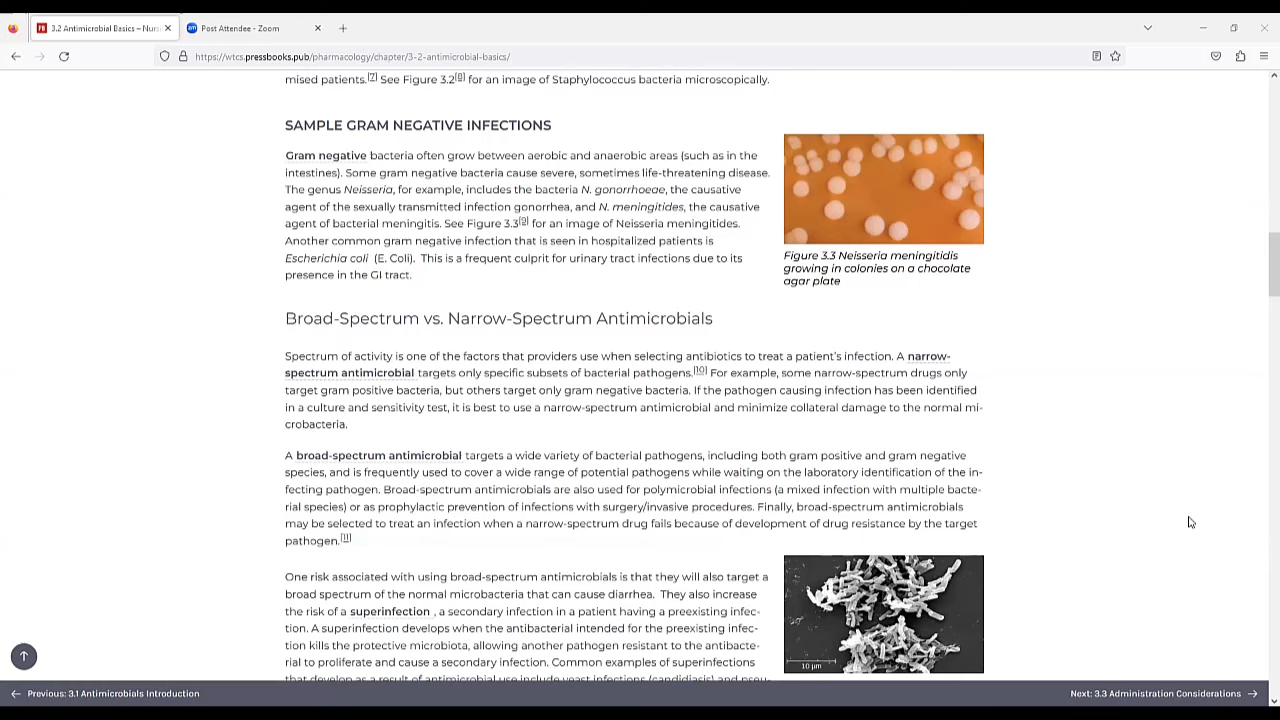 3.2 Antimicrobial Basics – Nurs
Post Attendee - Zoom
https://wtcs.pressbooks.pub/pharmacology/chapter/3-2-antimicrobial-basics/
mised patients.[7] See Figure 3.2[8] for an image of Staphylococcus bacteria microscopically.
SAMPLE GRAM NEGATIVE INFECTIONS
Gram negative bacteria often grow between aerobic and anaerobic areas (such as in the
intestines). Some gram negative bacteria cause severe, sometimes life-threatening disease.
The genus Neisseria, for example, includes the bacteria N. gonorrhoeae, the causative
agent of the sexually transmitted infection gonorrhea, and N. meningitides, the causative
agent of bacterial meningitis. See Figure 3.3[9] for an image of Neisseria meningitides.
Another common gram negative infection that is seen in hospitalized patients is
Escherichia coli (E. Coli). This is a frequent culprit for urinary tract infections due to its
presence in the GI tract.
Figure 3.3 Neisseria meningitidis
growing in colonies on a chocolate
agar plate
Broad-Spectrum vs. Narrow-Spectrum Antimicrobials
Spectrum of activity is one of the factors that providers use when selecting antibiotics to treat a patient's infection. A narrow-
spectrum antimicrobial targets only specific subsets of bacterial pathogens.[10] For example, some narrow-spectrum drugs only
target gram positive bacteria, but others target only gram negative bacteria. If the pathogen causing infection has been identified
in a culture and sensitivity test, it is best to use a narrow-spectrum antimicrobial and minimize collateral damage to the normal mi-
crobacteria.
A broad-spectrum antimicrobial targets a wide variety of bacterial pathogens, including both gram positive and gram negative
species, and is frequently used to cover a wide range of potential pathogens while waiting on the laboratory identification of the in-
fecting pathogen. Broad-spectrum antimicrobials are also used for polymicrobial infections (a mixed infection with multiple bacte-
rial species) or as prophylactic prevention of infections with surgery/invasive procedures. Finally, broad-spectrum antimicrobials
may be selected to treat an infection when a narrow-spectrum drug fails because of development of drug resistance by the target
pathogen.[11]
One risk associated with using broad-spectrum antimicrobials is that they will also target a
broad spectrum of the normal microbacteria that can cause diarrhea. They also increase
the risk of a superinfection , a secondary infection in a patient having a preexisting infec-
tion. A superinfection develops when the antibacterial intended for the preexisting infec-
tion kills the protective microbiota, allowing another pathogen resistant to the antibacte-
rial to proliferate and cause a secondary infection. Common examples of superinfections
that develop as a result of antimicrobial use include yeast infections (candidiasis) and pseu-
10 µm
Previous: 3.1 Antimicrobials Introduction
Next: 3.3 Administration Considerations